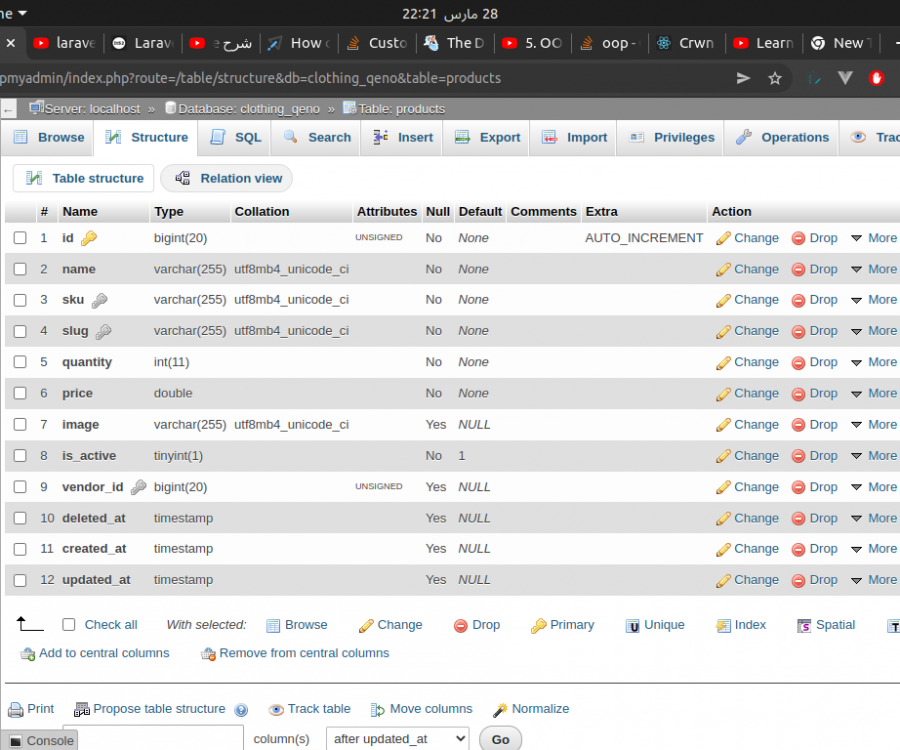 me
22:21 مارس 28
larave
Larav
شرح e
How
Custo
The D
5. OO
oop -
Crwn
Learn
New T
pmyadmin/index.php?route=/table/structure&db=clothing_qeno&table=products
Server: localhost » Database: clothing_qeno » Table: products
Browse Structure SQL Search Insert Export Import Privileges Operations Trac
Table structure Relation view
# Name Type Collation Attributes Null Default Comments Extra Action
1 id bigint(20) UNSIGNED No None AUTO_INCREMENT Change Drop More
2 name varchar(255) utf8mb4_unicode_ci No None Change Drop More
3 sku varchar(255) utf8mb4_unicode_ci No None Change Drop More
4 slug varchar(255) utf8mb4_unicode_ci No None Change Drop More
5 quantity int(11) No None Change Drop More
6 price double No None Change Drop More
7 image varchar(255) utf8mb4_unicode_ci Yes NULL Change Drop More
8 is_active tinyint(1) No 1 Change Drop More
9 vendor_id bigint(20) UNSIGNED Yes NULL Change Drop More
10 deleted_at timestamp Yes NULL Change Drop More
11 created_at timestamp Yes NULL Change Drop More
12 updated_at timestamp Yes NULL Change Drop More
Check all With selected: Browse Change Drop Primary Unique Index Spatial
Add to central columns Remove from central columns
Print Propose table structure Track table Move columns Normalize
Console column(s) after updated_at Go